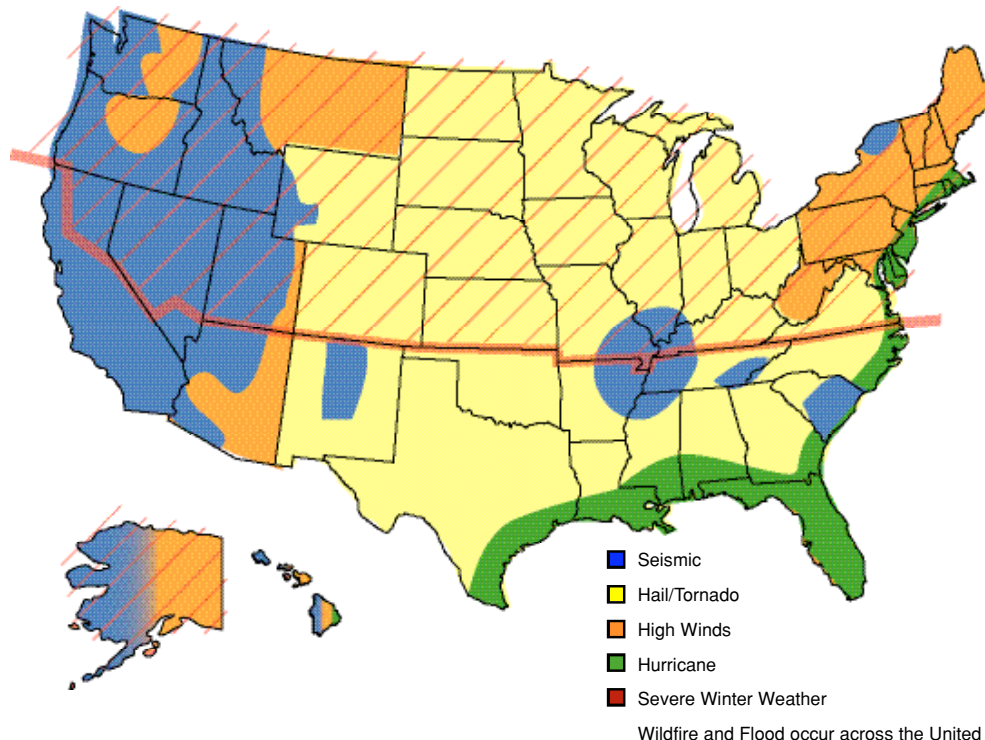 Seismic
Hail/Tornado
High Winds
Hurricane
Severe Winter Weather
Wildfire and Flood occur across the United